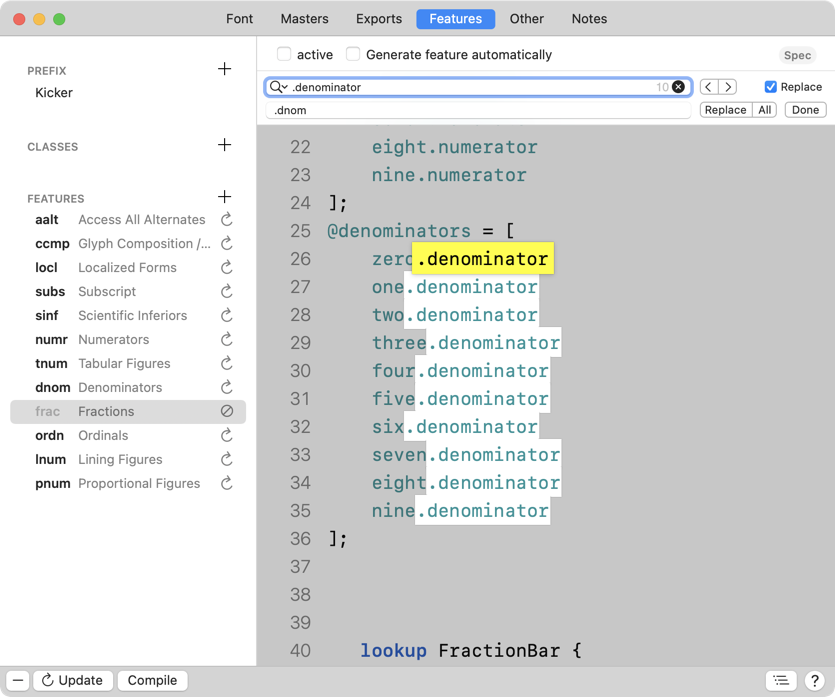 Font Masters Exports Features Other Notes
active Generate feature automatically Spec
.denominator 10 Replace
.dnom Replace All Done
PREFIX
Kicker
CLASSES
FEATURES
aalt Access All Alternates
ccmp Glyph Composition /...
locl Localized Forms
subs Subscript
sinf Scientific Inferiors
numr Numerators
tnum Tabular Figures
dnom Denominators
frac Fractions
ordn Ordinals
lnum Lining Figures
pnum Proportional Figures
22 eight.numerator
23 nine.numerator
24 ];
25 @denominators = [
26 zero.denominator
27 one.denominator
28 two.denominator
29 three.denominator
30 four.denominator
31 five.denominator
32 six.denominator
33 seven.denominator
34 eight.denominator
35 nine.denominator
36 ];
37
38
39
40 lookup FractionBar {
Update Compile ?